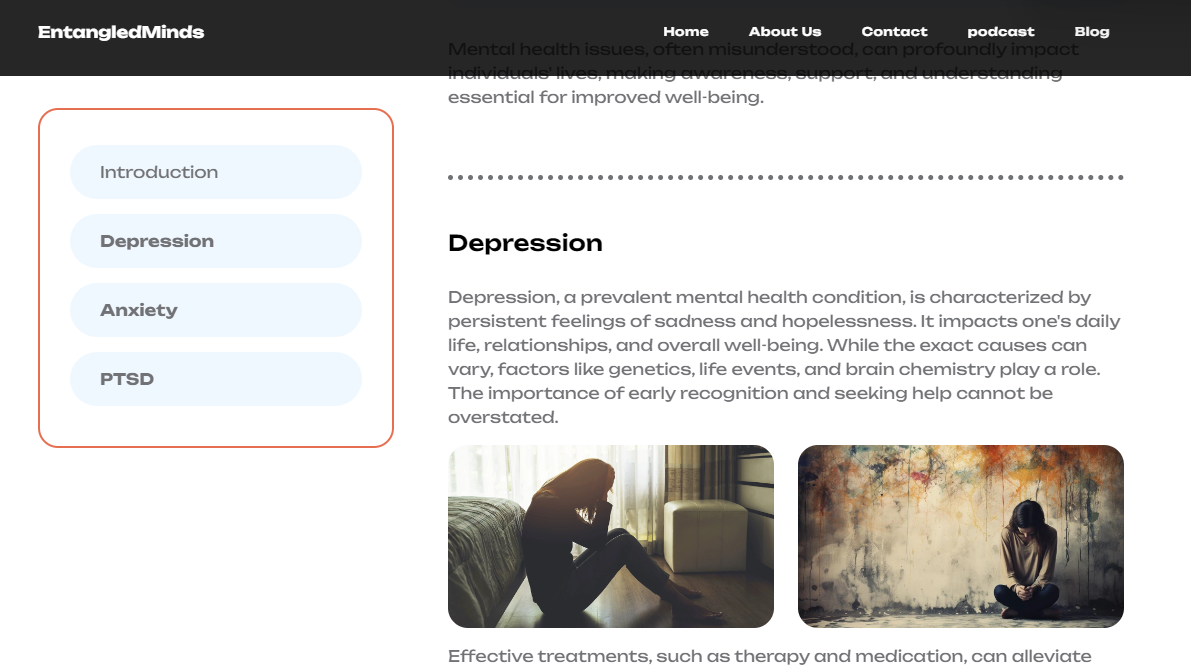 EntangledMinds
Home
About Us
Contact
podcast
Blog
Mental health issues, often misunderstood, can profoundly impact
individuals' lives, making awareness, support, and understanding
essential for improved well-being.
Introduction
Depression
Anxiety
PTSD
Depression
Depression, a prevalent mental health condition, is characterized by
persistent feelings of sadness and hopelessness. It impacts one's daily
life, relationships, and overall well-being. While the exact causes can
vary, factors like genetics, life events, and brain chemistry play a role.
The importance of early recognition and seeking help cannot be
overstated.
Effective treatments, such as therapy and medication, can alleviate